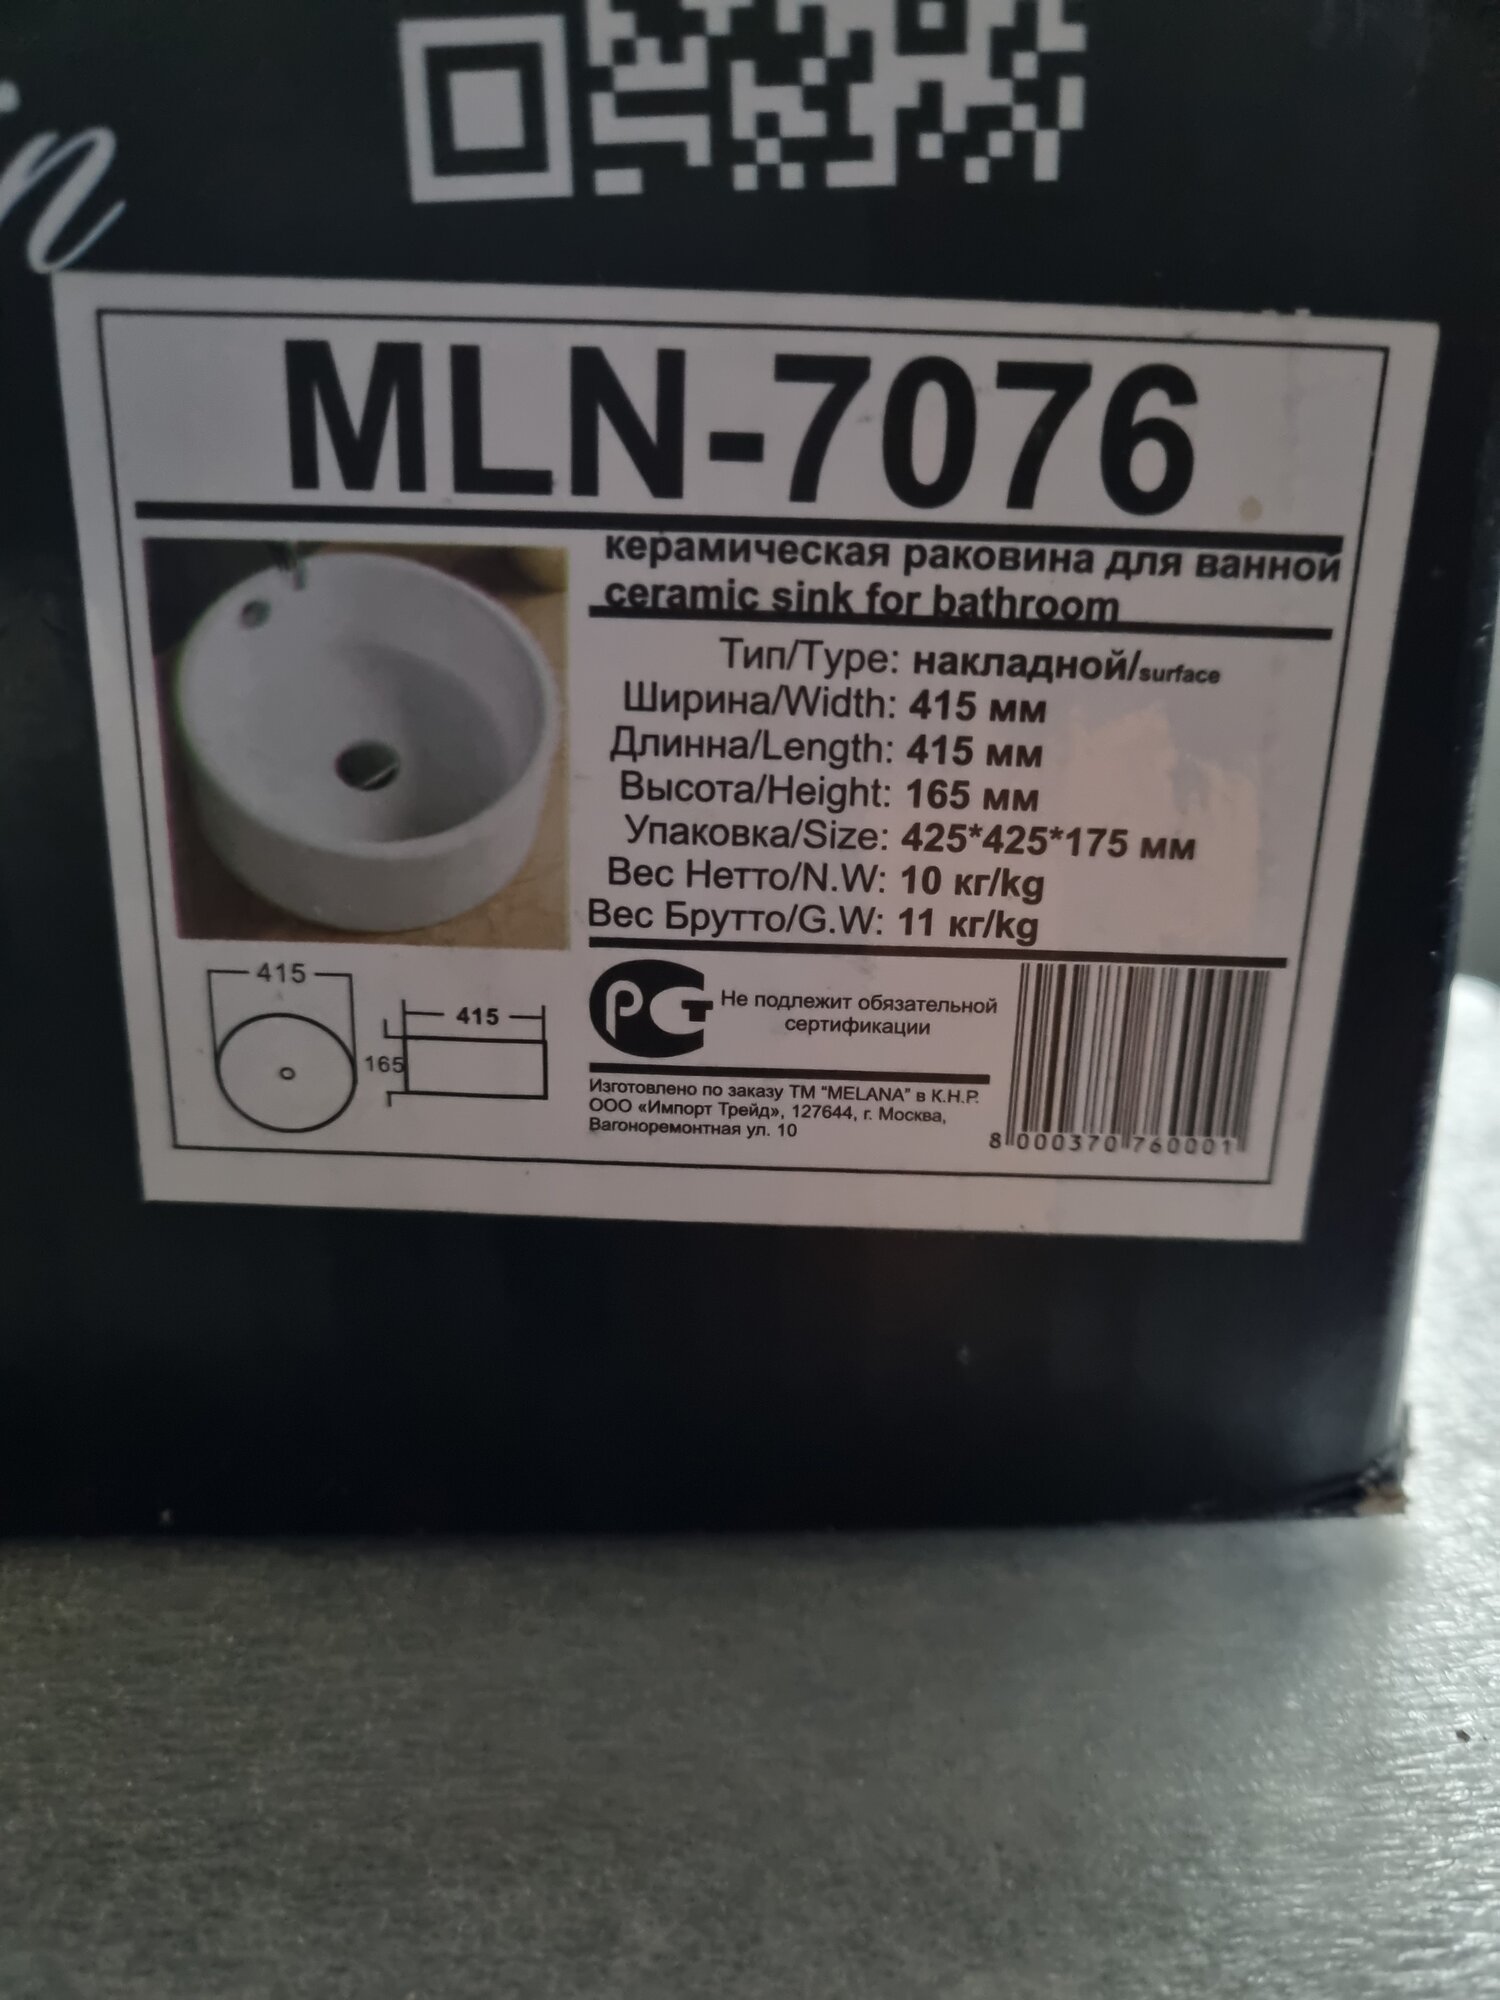 in
MLN-7076
керамическая раковина для ванной
ceramic sink for bathroom
Тип/Type: накладной/surface
Ширина/Width: 415 мм
Длинна/Length: 415 мм
Высота/Height: 165 мм
Упаковка/Size: 425*425*175 мм
Вес Нетто/N.W: 10 кг/kg
Вес Брутто/G.W: 11 кг/kg
415
415
165
РСТ Не подлежит обязательной
сертификации
Изготовлено по заказу ТМ "MELANA" в К.Н.Р.
ООО «Импорт Трейд», 127644, г. Москва,
Вагоноремонтная ул. 10
8 000370 760001